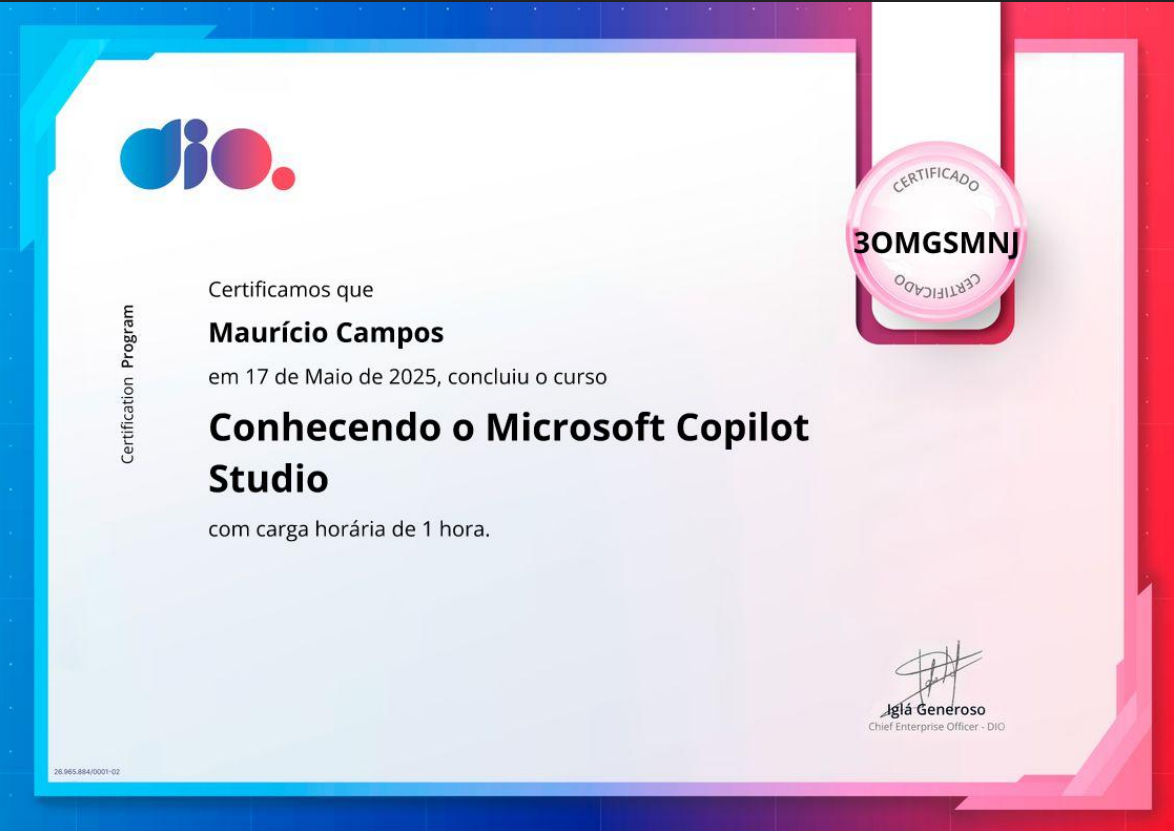 dio.
CERTIFICADO
3OMGSMNJ
CERTIFICADO
Certification Program
Certificamos que
Maurício Campos
em 17 de Maio de 2025, concluiu o curso
Conhecendo o Microsoft Copilot
Studio
com carga horária de 1 hora.
Iglá Generoso
Chief Enterprise Officer - DIO
26.965.884/0001-02